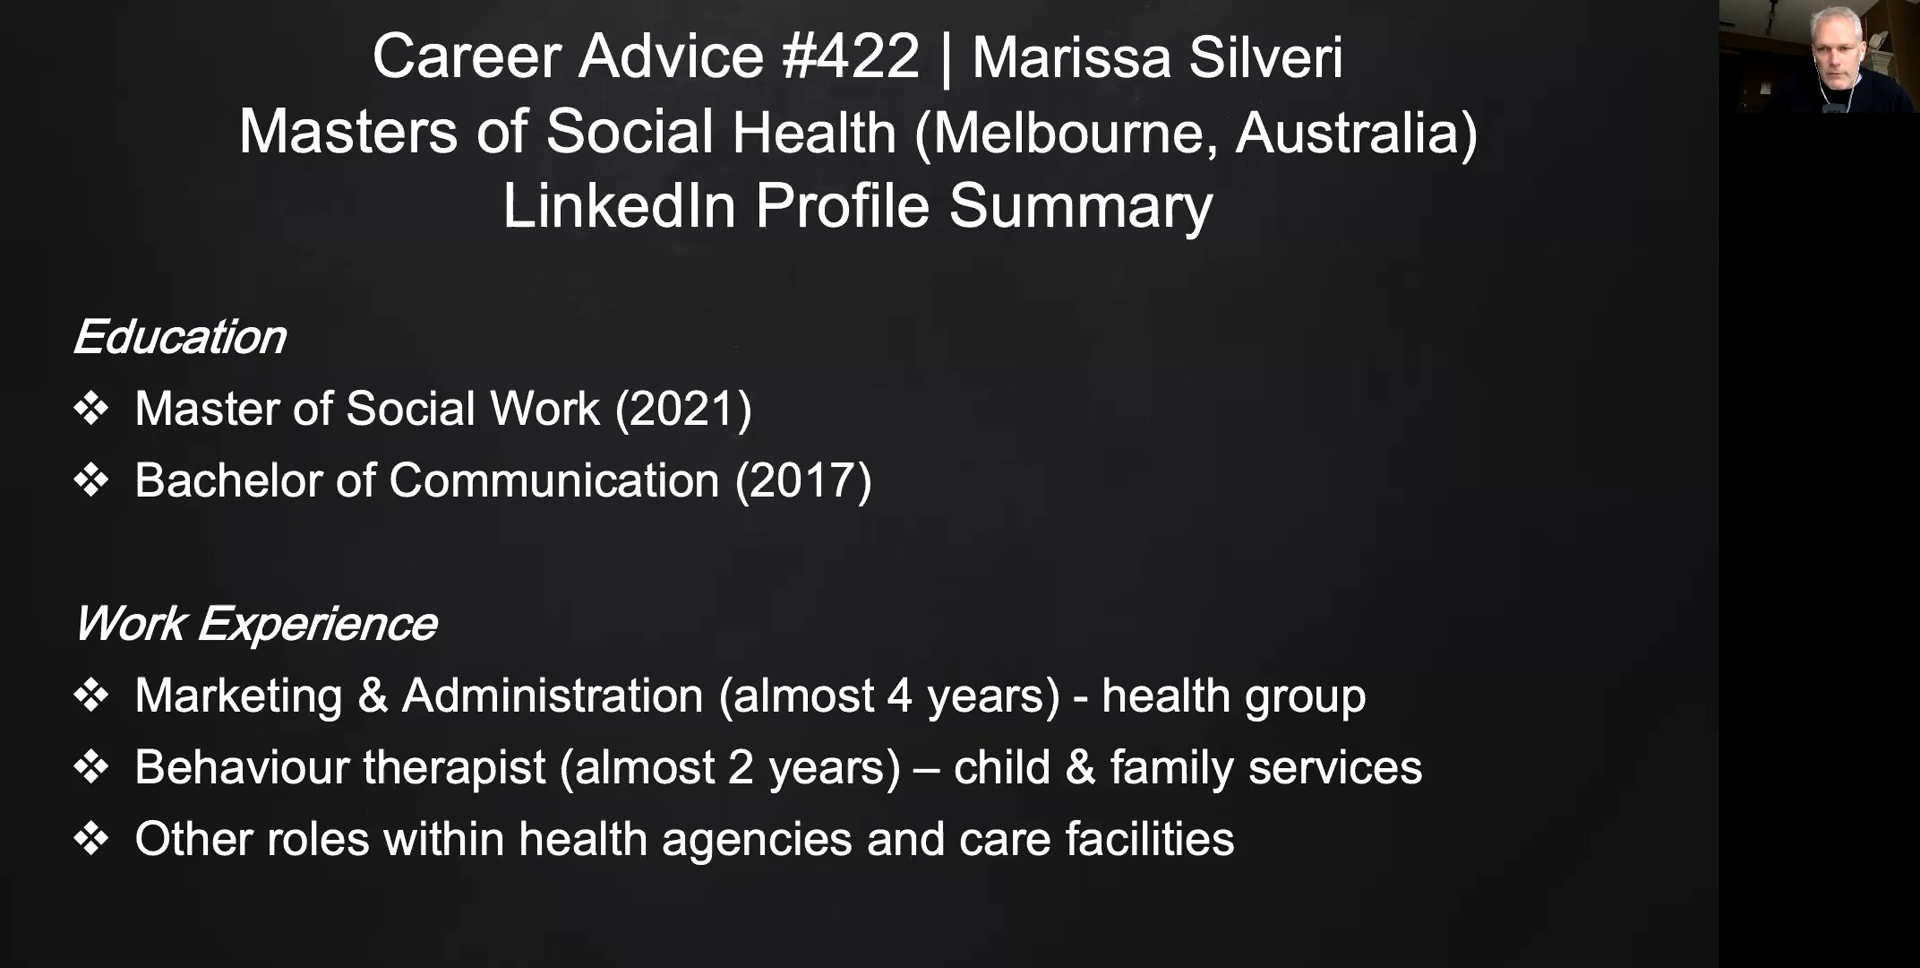 Career Advice #422 | Marissa Silveri
Masters of Social Health (Melbourne, Australia)
LinkedIn Profile Summary
Education
❖ Master of Social Work (2021)
❖ Bachelor of Communication (2017)
Work Experience
❖ Marketing & Administration (almost 4 years) - health group
❖ Behaviour therapist (almost 2 years) – child & family services
❖ Other roles within health agencies and care facilities